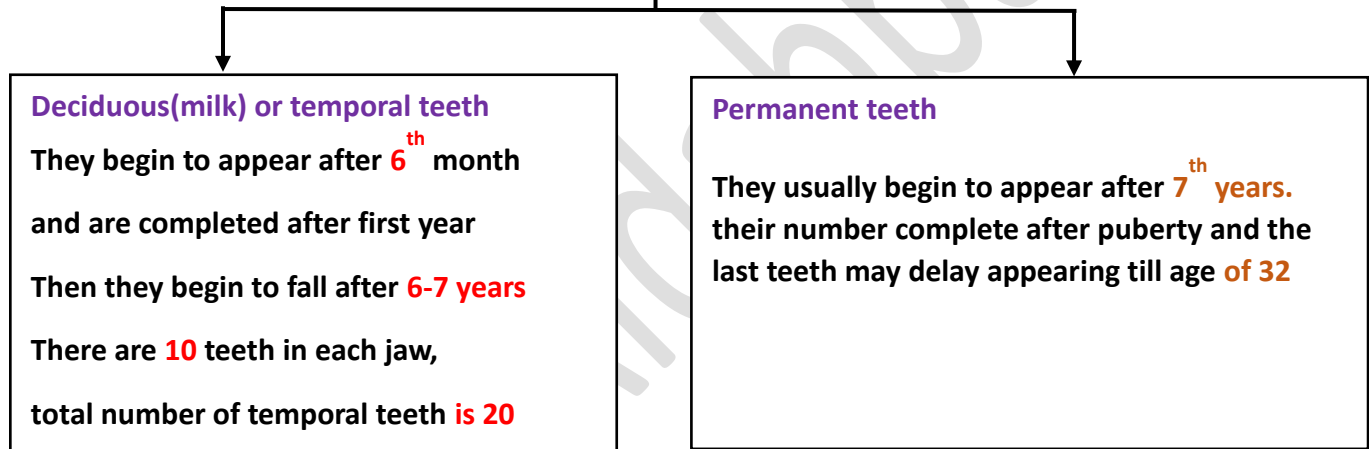 Deciduous(milk) or temporal teeth
They begin to appear after 6th month
and are completed after first year
Then they begin to fall after 6-7 years
There are 10 teeth in each jaw,
total number of temporal teeth is 20
Permanent teeth
They usually begin to appear after 7th years.
their number complete after puberty and the
last teeth may delay appearing till age of 32